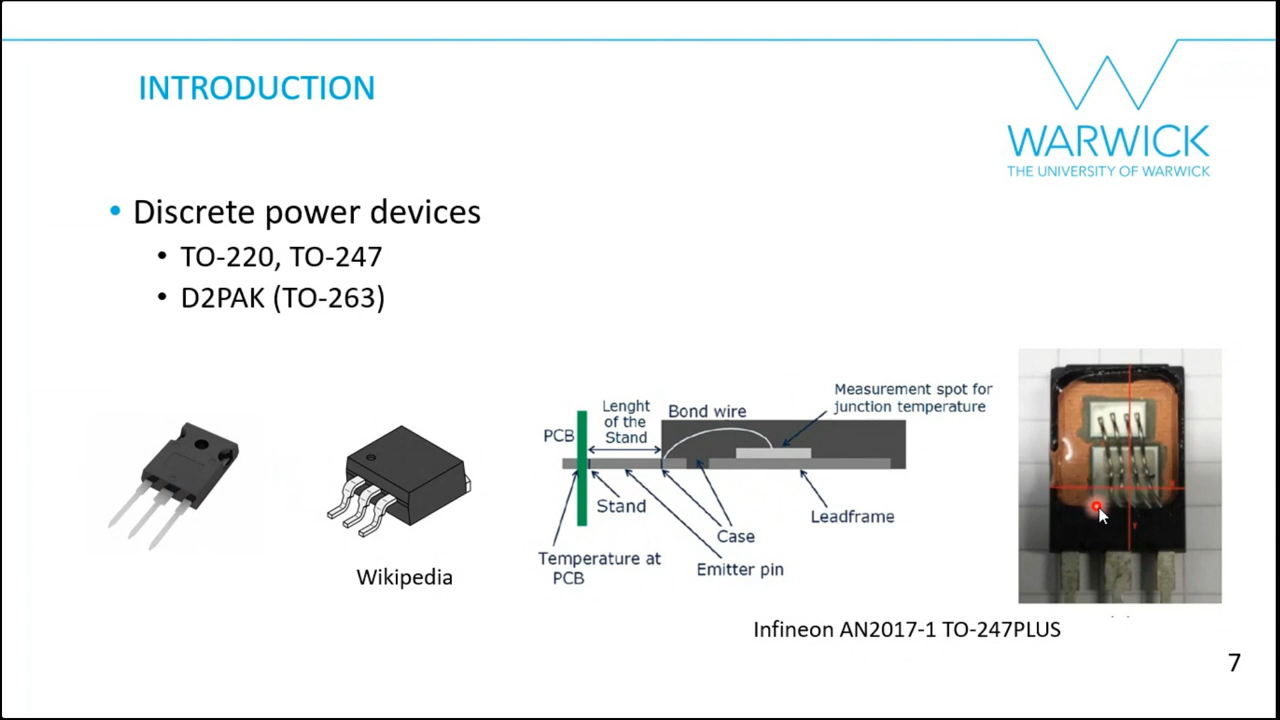 INTRODUCTION
WARWICK
THE UNIVERSITY OF WARWICK
• Discrete power devices
• TO-220, TO-247
• D2PAK (TO-263)
Wikipedia
PCB
Lenght
of the
Stand
Bond wire
Measurement spot for
junction temperature
Stand
Case
Leadframe
Temperature at
PCB
Emitter pin
Infineon AN2017-1 TO-247PLUS
7